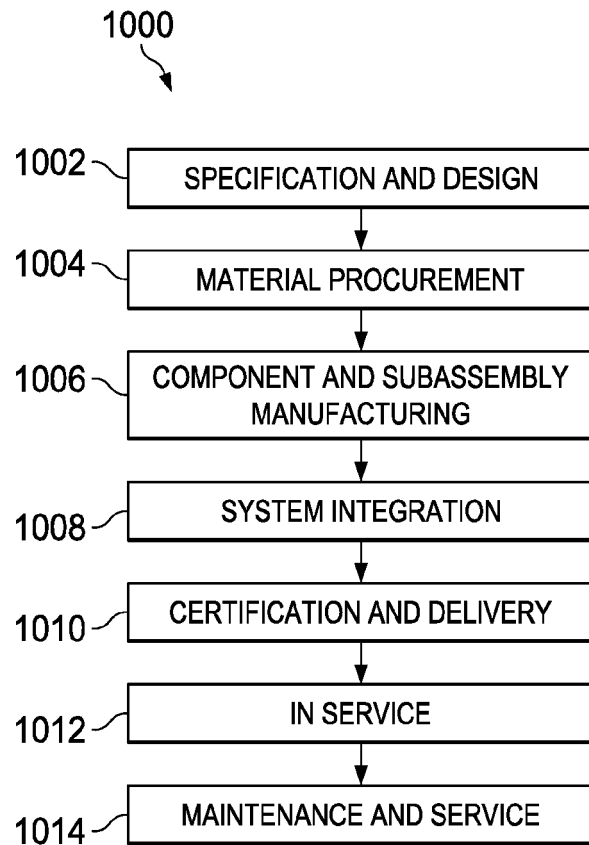 1000
1002
SPECIFICATION AND DESIGN
1004
MATERIAL PROCUREMENT
1006
COMPONENT AND SUBASSEMBLY
MANUFACTURING
1008
SYSTEM INTEGRATION
1010
CERTIFICATION AND DELIVERY
1012
IN SERVICE
1014
MAINTENANCE AND SERVICE